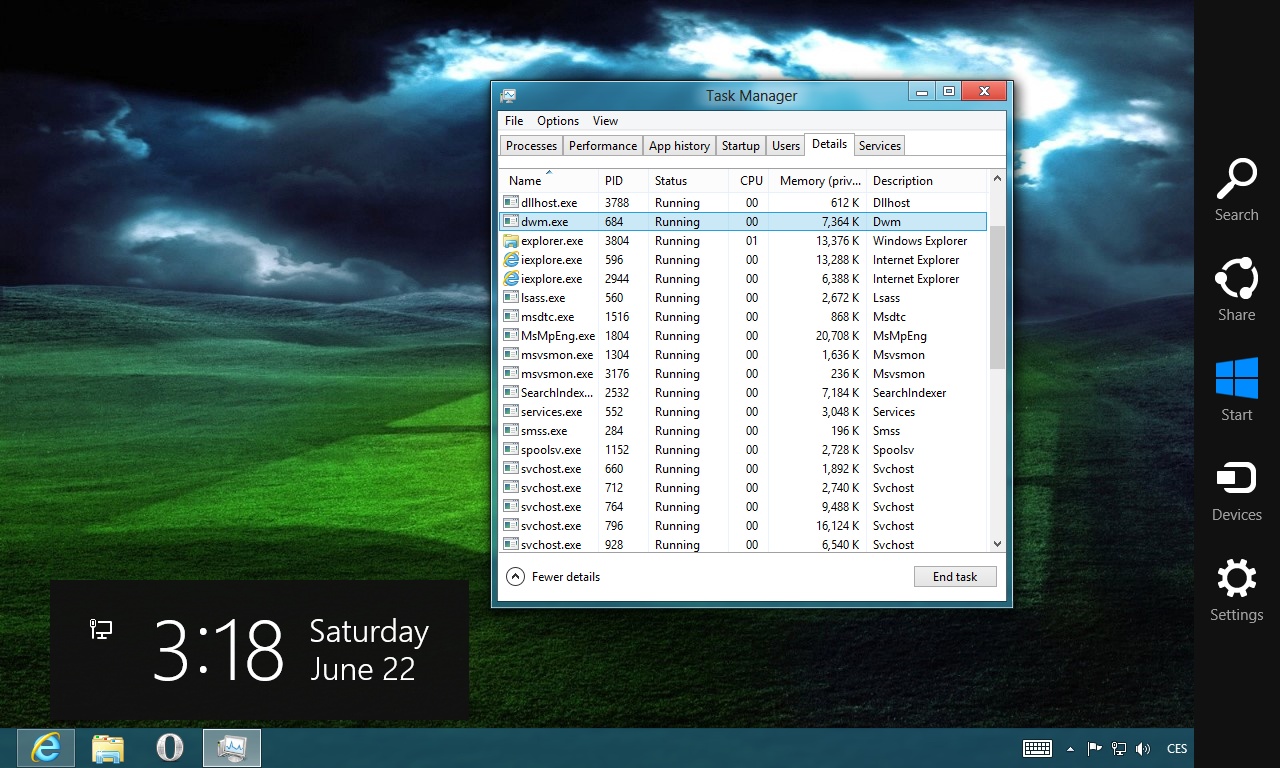 Task Manager
File Options View
Processes Performance App history Startup Users Details Services
Name PID Status CPU Memory (priv... Description
dllhost.exe 3788 Running 00 612 K Dllhost
dwm.exe 684 Running 00 7,364 K Dwm
explorer.exe 3804 Running 01 13,376 K Windows Explorer
iexplore.exe 596 Running 00 13,288 K Internet Explorer
iexplore.exe 2944 Running 00 6,388 K Internet Explorer
lsass.exe 560 Running 00 2,672 K Lsass
msdtc.exe 1516 Running 00 868 K Msdtc
MsMpEng.exe 1804 Running 00 20,708 K MsMpEng
msvsmon.exe 1304 Running 00 1,636 K Msvsmon
msvsmon.exe 3176 Running 00 236 K Msvsmon
SearchIndex... 2532 Running 00 7,184 K SearchIndexer
services.exe 552 Running 00 3,048 K Services
smss.exe 284 Running 00 196 K Smss
spoolsv.exe 1152 Running 00 2,728 K Spoolsv
svchost.exe 660 Running 00 1,892 K Svchost
svchost.exe 712 Running 00 2,740 K Svchost
svchost.exe 764 Running 00 9,488 K Svchost
svchost.exe 796 Running 00 16,124 K Svchost
svchost.exe 928 Running 00 6,540 K Svchost
Fewer details End task
Search
Share
Start
Devices
Settings
3:18
Saturday
June 22
CES